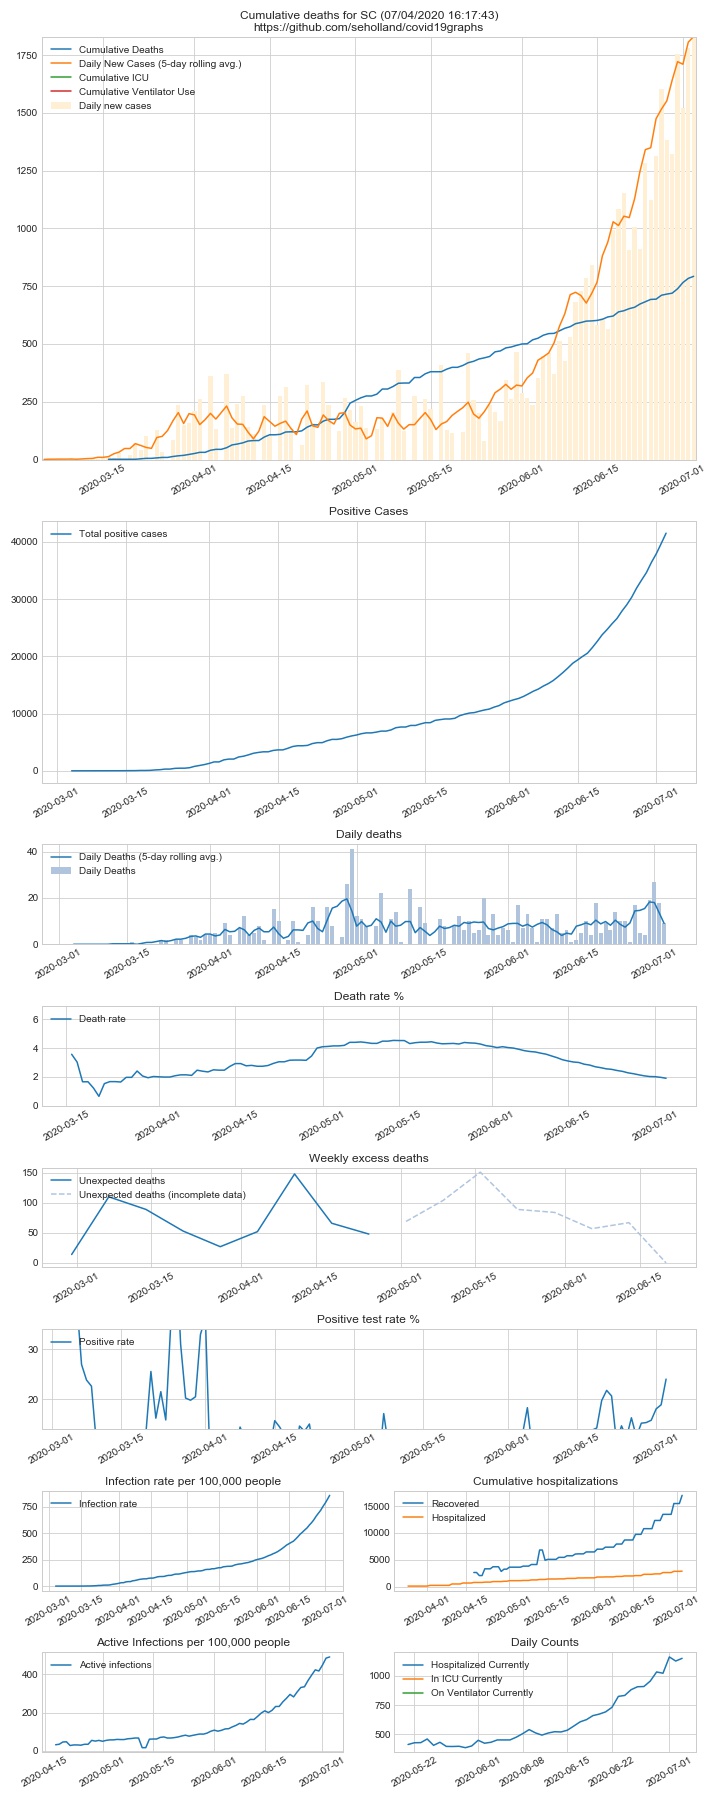 Cumulative deaths for SC (07/04/2020 16:17:43)
https://github.com/seholland/covid19graphs
Cumulative Deaths
Daily New Cases (5-day rolling avg.)
Cumulative ICU
Cumulative Ventilator Use
Daily new cases
1750
1500
1250
1000
750
500
250
0
2020-03-15 2020-04-01 2020-04-15 2020-05-01 2020-05-15 2020-06-01 2020-06-15 2020-07-01
Positive Cases
Total positive cases
40000
30000
20000
10000
0
2020-03-01 2020-03-15 2020-04-01 2020-04-15 2020-05-01 2020-05-15 2020-06-01 2020-06-15 2020-07-01
Daily deaths
Daily Deaths (5-day rolling avg.)
Daily Deaths
40
20
0
2020-03-01 2020-03-15 2020-04-01 2020-04-15 2020-05-01 2020-05-15 2020-06-01 2020-06-15 2020-07-01
Death rate %
Death rate
6
4
2
0
2020-03-15 2020-04-01 2020-04-15 2020-05-01 2020-05-15 2020-06-01 2020-06-15 2020-07-01
Weekly excess deaths
Unexpected deaths
Unexpected deaths (incomplete data)
150
100
50
0
2020-03-01 2020-03-15 2020-04-01 2020-04-15 2020-05-01 2020-05-15 2020-06-01 2020-06-15
Positive test rate %
Positive rate
30
20
2020-03-01 2020-03-15 2020-04-01 2020-04-15 2020-05-01 2020-05-15 2020-06-01 2020-06-15 2020-07-01
Infection rate per 100,000 people
Infection rate
750
500
250
0
2020-03-01 2020-03-15 2020-04-01 2020-04-15 2020-05-01 2020-05-15 2020-06-01 2020-06-15 2020-07-01
Cumulative hospitalizations
Recovered
Hospitalized
15000
10000
5000
0
2020-04-01 2020-04-15 2020-05-01 2020-05-15 2020-06-01 2020-06-15 2020-07-01
Active Infections per 100,000 people
Active infections
400
200
0
2020-04-15 2020-05-01 2020-05-15 2020-06-01 2020-06-15 2020-07-01
Daily Counts
Hospitalized Currently
In ICU Currently
On Ventilator Currently
1000
750
500
2020-05-22 2020-06-01 2020-06-08 2020-06-15 2020-06-22 2020-07-01